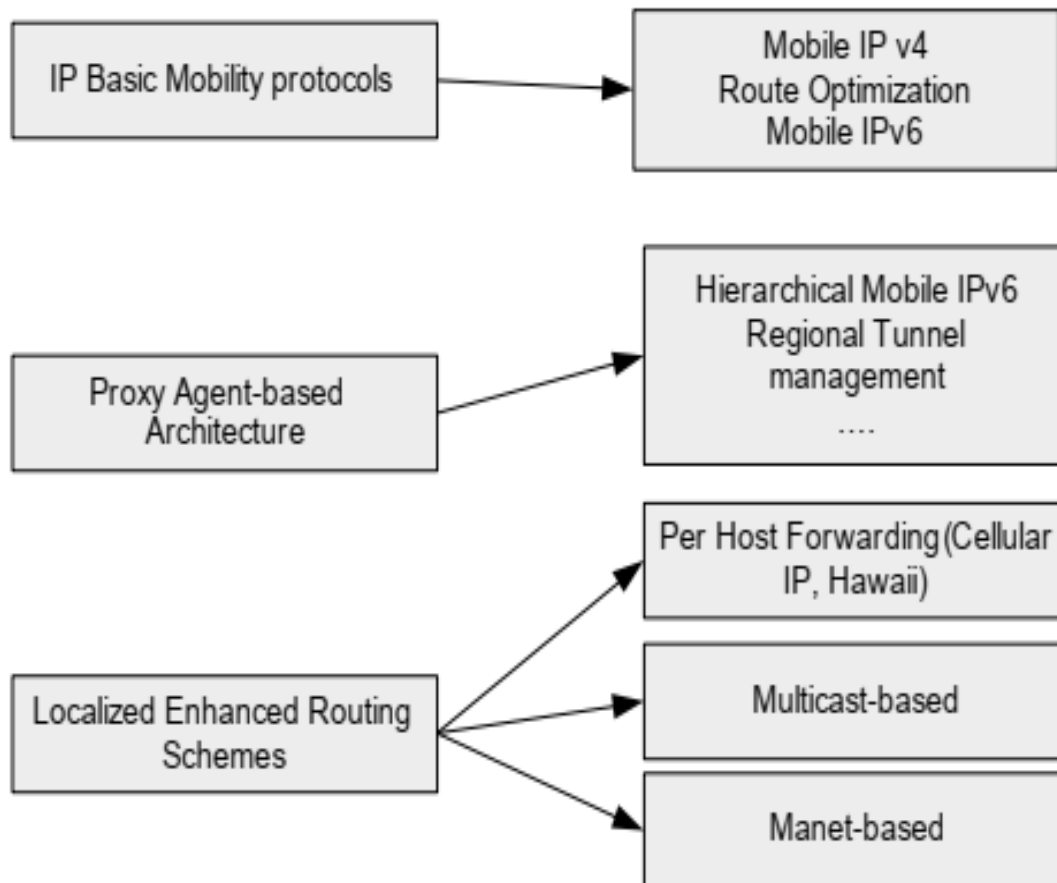 IP Basic Mobility protocols
Mobile IP v4
Route Optimization
Mobile IPv6
Proxy Agent-based
Architecture
Hierarchical Mobile IPv6
Regional Tunnel
management
....
Localized Enhanced Routing
Schemes
Per Host Forwarding(Cellular
IP, Hawaii)
Multicast-based
Manet-based